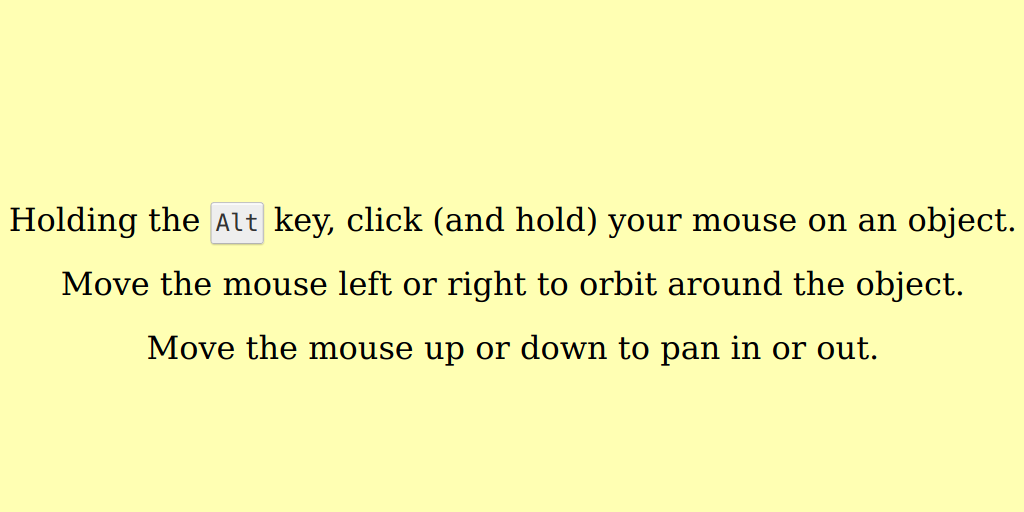 Holding the Alt key, click (and hold) your mouse on an object.
Move the mouse left or right to orbit around the object.
Move the mouse up or down to pan in or out.